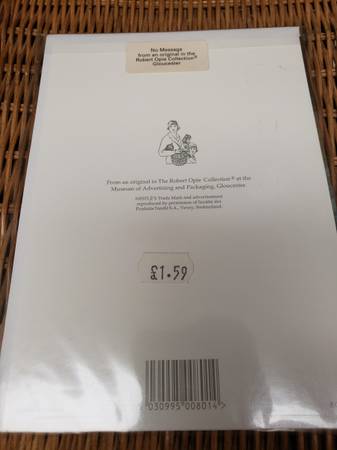 No Message
from an original in the
Robert Opie Collection®
Gloucester
From an original in The Robert Opie Collection® at the
Museum of Advertising and Packaging, Gloucester.
NESTLÉ'S Trade Mark and advertisement
reproduced by permission of Société des
Produits Nestlé S.A., Vevey, Switzerland.
£1.59
030995 008014 >